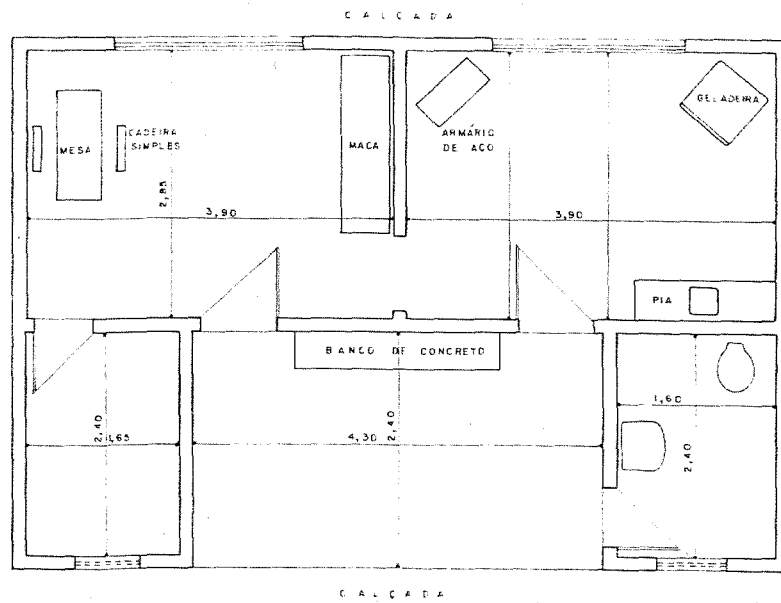 CALÇADA
GELADEIRA
CADEIRA
SIMPLES
MESA
MACA
ARMÁRIO
DE AÇO
2,85
3,90
3,90
PIA
BANCO DE CONCRETO
1,60
2,40
1,65
4,30
2,40
2,40
CALÇADA